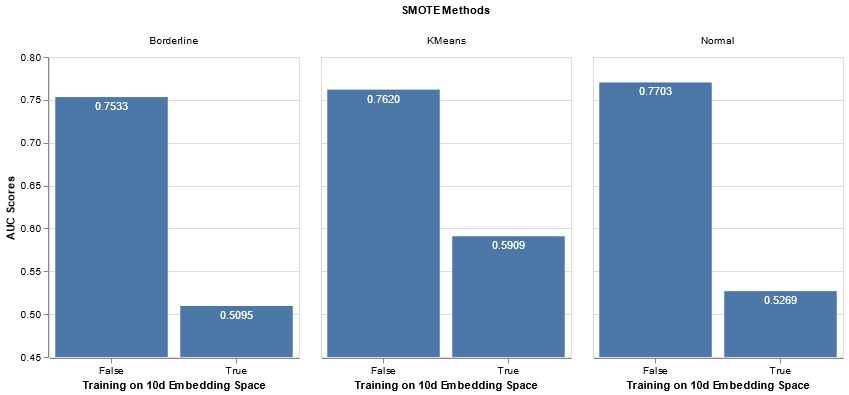 SMOTE Methods
Borderline KMeans Normal
AUC Scores
0.80
0.75
0.70
0.65
0.60
0.55
0.50
0.45
0.7533 0.5095 0.7620 0.5909 0.7703 0.5269
False True False True False True
Training on 10d Embedding Space Training on 10d Embedding Space Training on 10d Embedding Space